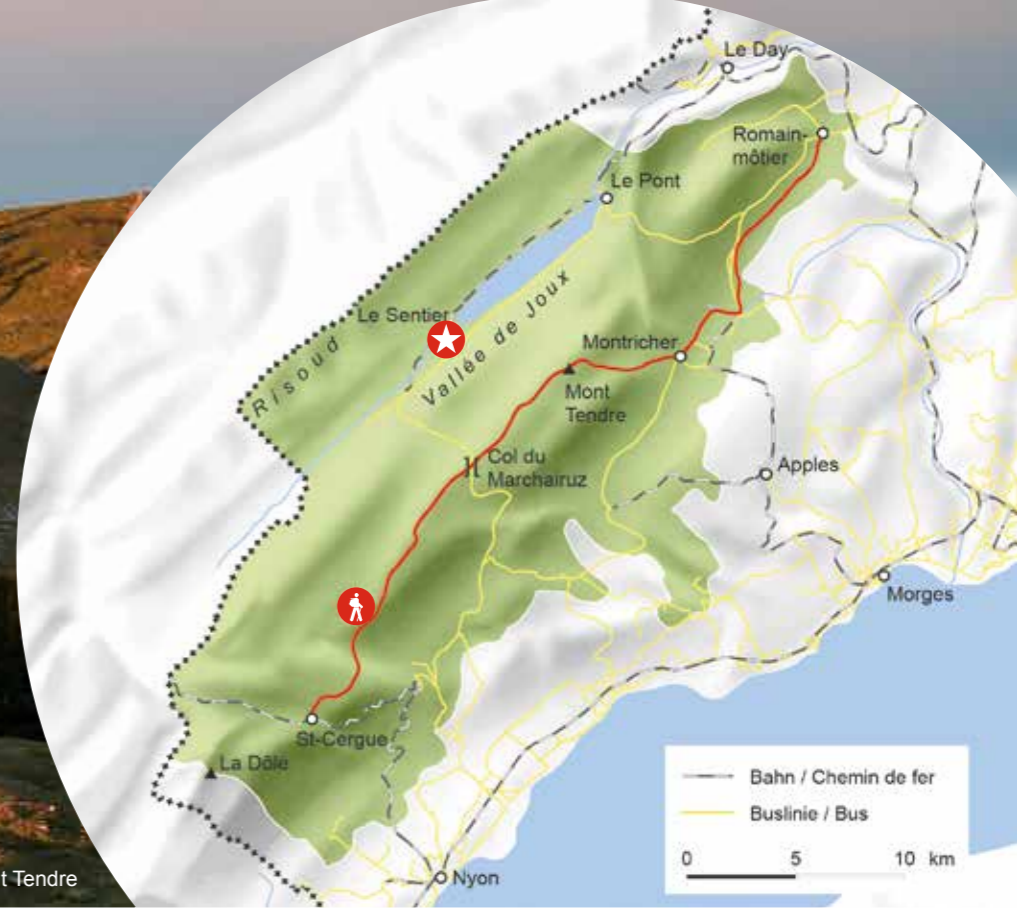 Le Day
Romain-
môtier
Le Pont
Le Sentier
Risoud
Vallée de Joux
Montricher
Mont
Tendre
Col du
Marchairuz
Apples
Morges
St-Cergue
La Dôle
Bahn / Chemin de fer
Buslinie / Bus
0 5 10 km
Nyon
t Tendre